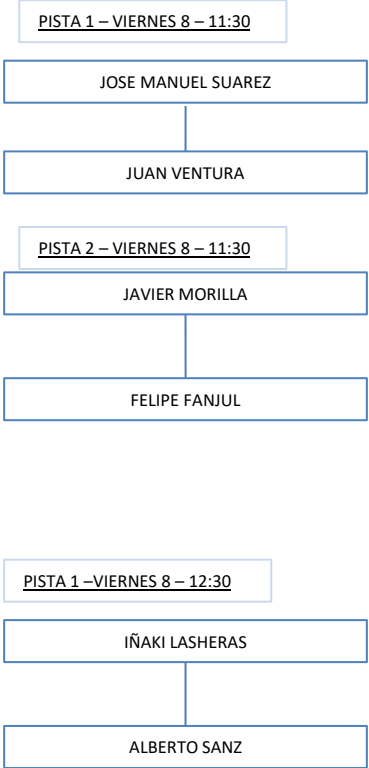 PISTA 1 – VIERNES 8 – 11:30
JOSE MANUEL SUAREZ
JUAN VENTURA
PISTA 2 – VIERNES 8 – 11:30
JAVIER MORILLA
FELIPE FANJUL
PISTA 1 –VIERNES 8 – 12:30
IÑAKI LASHERAS
ALBERTO SANZ